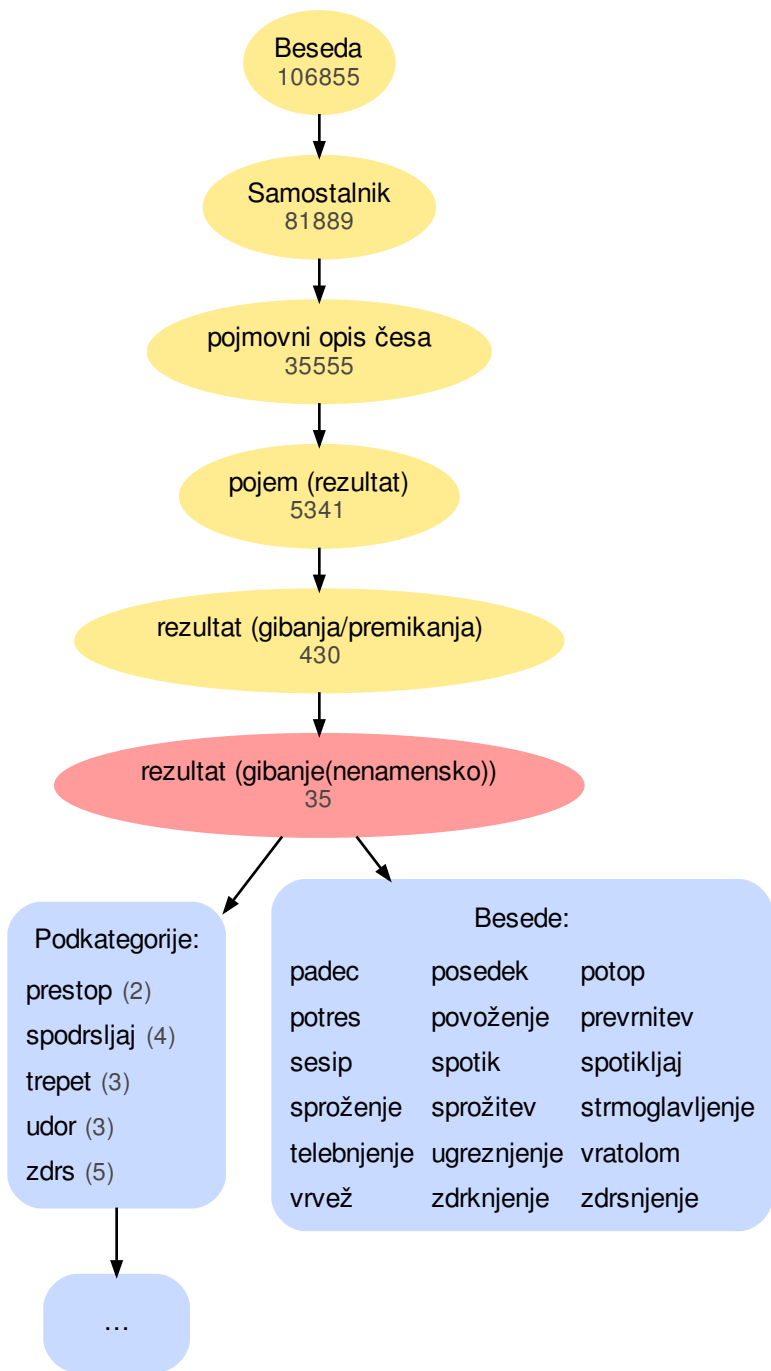 Beseda
106855
Samostalnik
81889
pojmovni opis česa
35555
pojem (rezultat)
5341
rezultat (gibanja/premikanja)
430
rezultat (gibanje(nenamensko))
35
Podkategorije:
prestop (2)
spodrsljaj (4)
trepet (3)
udor (3)
zdrs (5)
...
Besede:
padec posedek potop
potres povoženje prevrnitev
sesip spotik spotikljaj
sproženje sprožitev strmoglavljenje
telebnjenje ugreznjenje vratolom
vrvež zdrknjenje zdrsnjenje